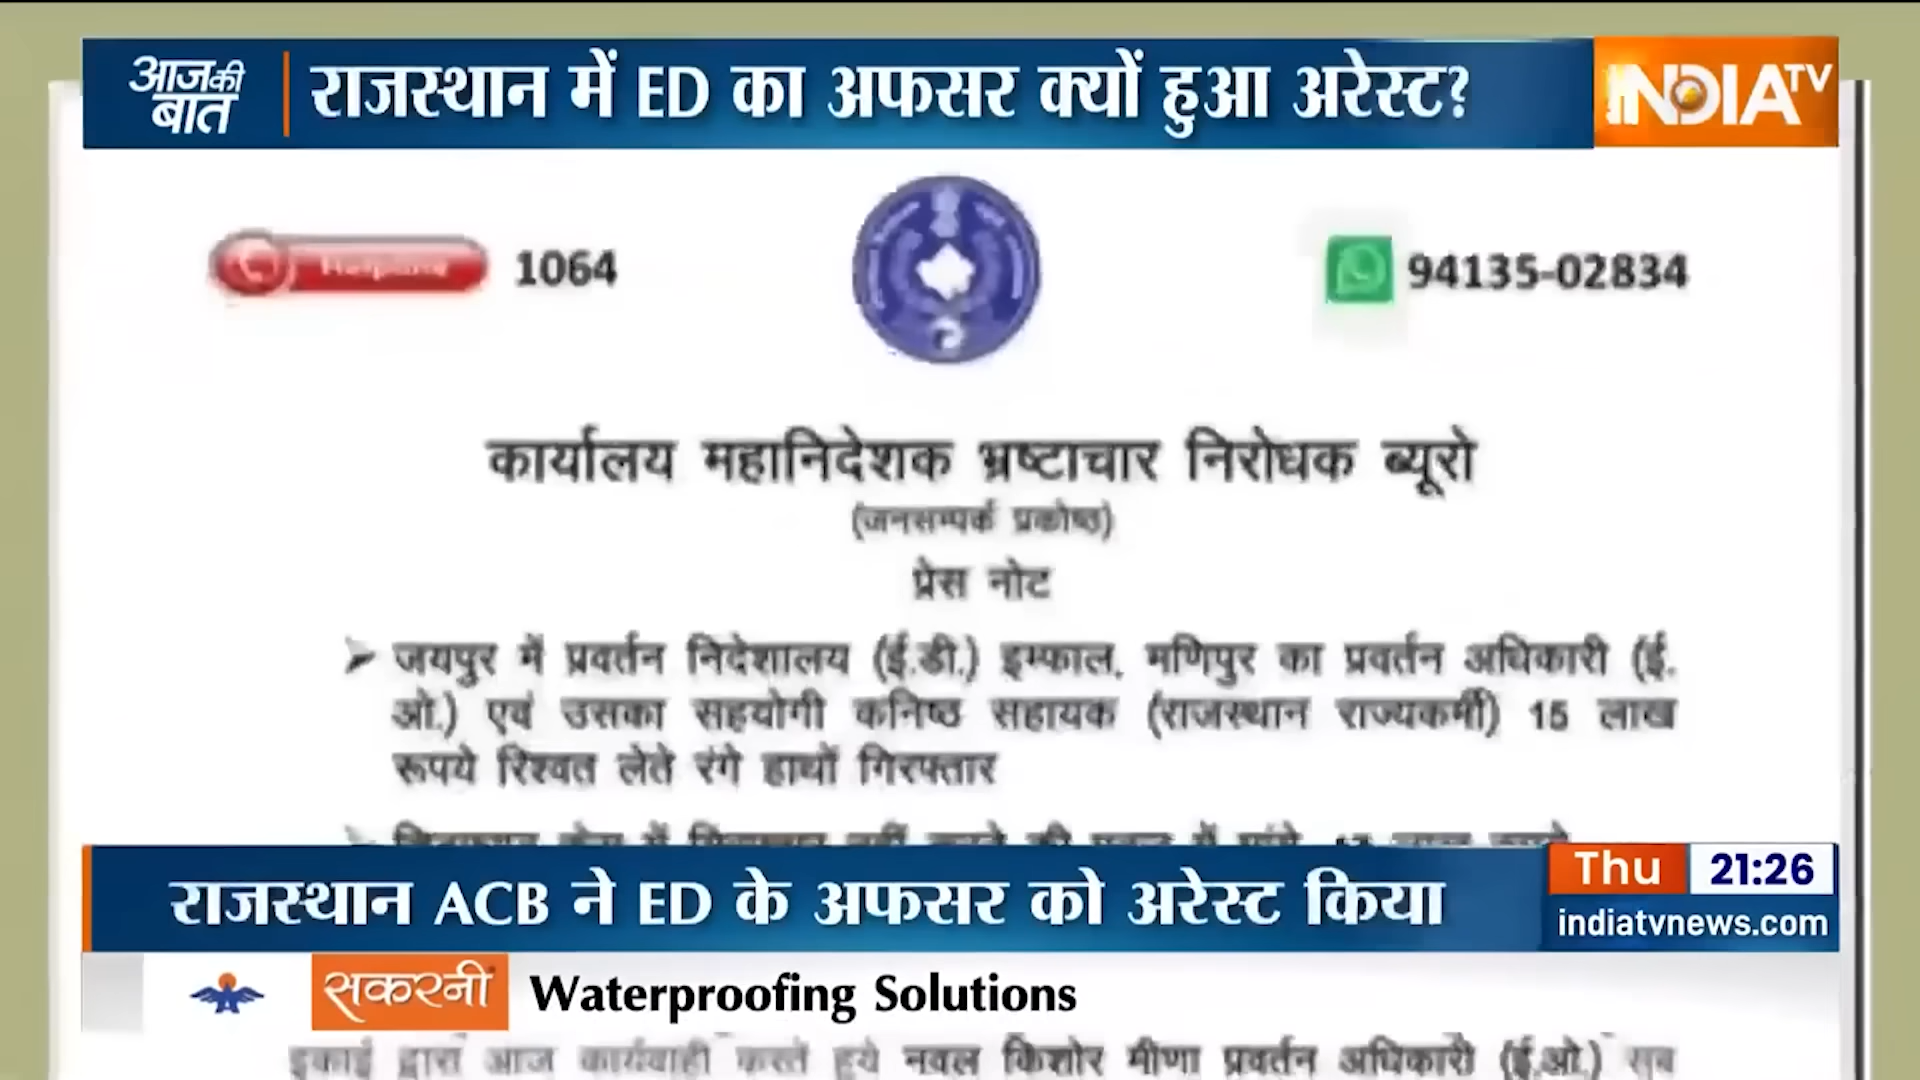 आज की बात
राजस्थान में ED का अफसर क्यों हुआ अरेस्ट?
INDIA TV
Helpline 1064
94135-02834
कार्यालय महानिदेशक भ्रष्टाचार निरोधक ब्यूरो
(जनसम्पर्क प्रकोष्ठ)
प्रेस नोट
➢ जयपुर में प्रवर्तन निदेशालय (ई.डी.) इम्फाल, मणिपुर का प्रवर्तन अधिकारी (ई.
ओ.) एवं उसका सहयोगी कनिष्ठ सहायक (राजस्थान राज्यकर्मी) 15 लाख
रूपये रिश्वत लेते रंगे हाथों गिरफ्तार
राजस्थान ACB ने ED के अफसर को अरेस्ट किया
Thu 21:26
indiatvnews.com
सकरनी Waterproofing Solutions
इकाई द्वारा आज कार्यवाही करते हुये नवल किशोर मीणा प्रवर्तन अधिकारी (ई.ओ.) सब